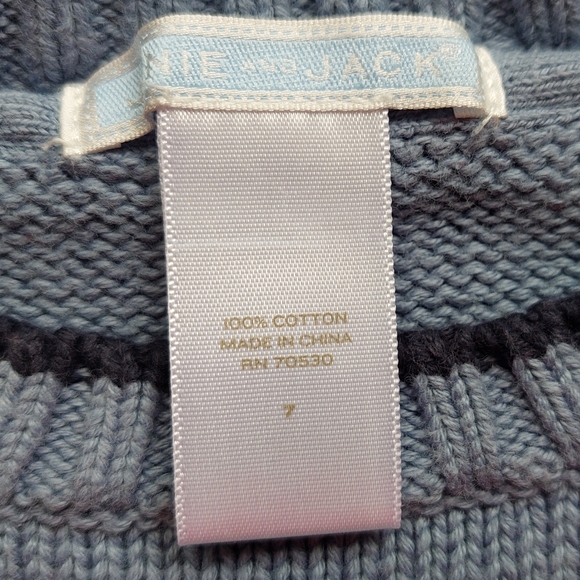 NIE AND JACK®
100% COTTON
MADE IN CHINA
RN 70530
7